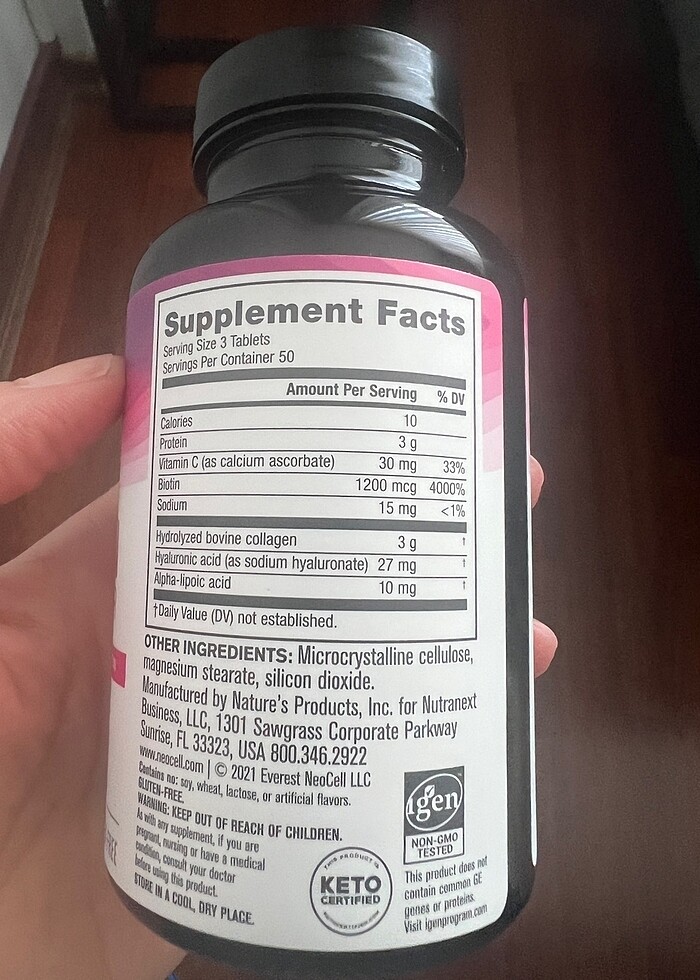 Supplement Facts
Serving Size 3 Tablets
Servings Per Container 50
Amount Per Serving % DV
Calories 10
Protein 3 g
Vitamin C (as calcium ascorbate) 30 mg 33%
Biotin 1200 mcg 4000%
Sodium 15 mg <1%
Hydrolyzed bovine collagen 3 g †
Hyaluronic acid (as sodium hyaluronate) 27 mg †
Alpha-lipoic acid 10 mg †
†Daily Value (DV) not established.
OTHER INGREDIENTS: Microcrystalline cellulose,
magnesium stearate, silicon dioxide.
Manufactured by Nature's Products, Inc. for Nutranext
Business, LLC, 1301 Sawgrass Corporate Parkway
Sunrise, FL 33323, USA 800.346.2922
www.neocell.com | © 2021 Everest NeoCell LLC
Contains no: soy, wheat, lactose, or artificial flavors.
GLUTEN-FREE.
WARNING: KEEP OUT OF REACH OF CHILDREN.
As with any supplement, if you are
pregnant, nursing or have a medical
condition, consult your doctor
before using this product.
STORE IN A COOL, DRY PLACE.
THIS PRODUCT IS
KETO
CERTIFIED
igen
NON-GMO
TESTED
This product does not
contain common GE
genes or proteins.
Visit igenprogram.com
FREE